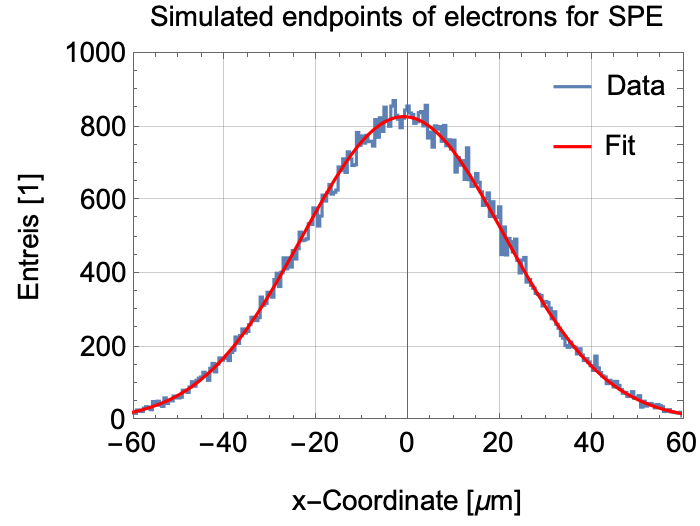 Simulated endpoints of electrons for SPE
1000
800
600
400
200
0
Entreis [1]
Data
Fit
−60 −40 −20 0 20 40 60
x−Coordinate [μm]